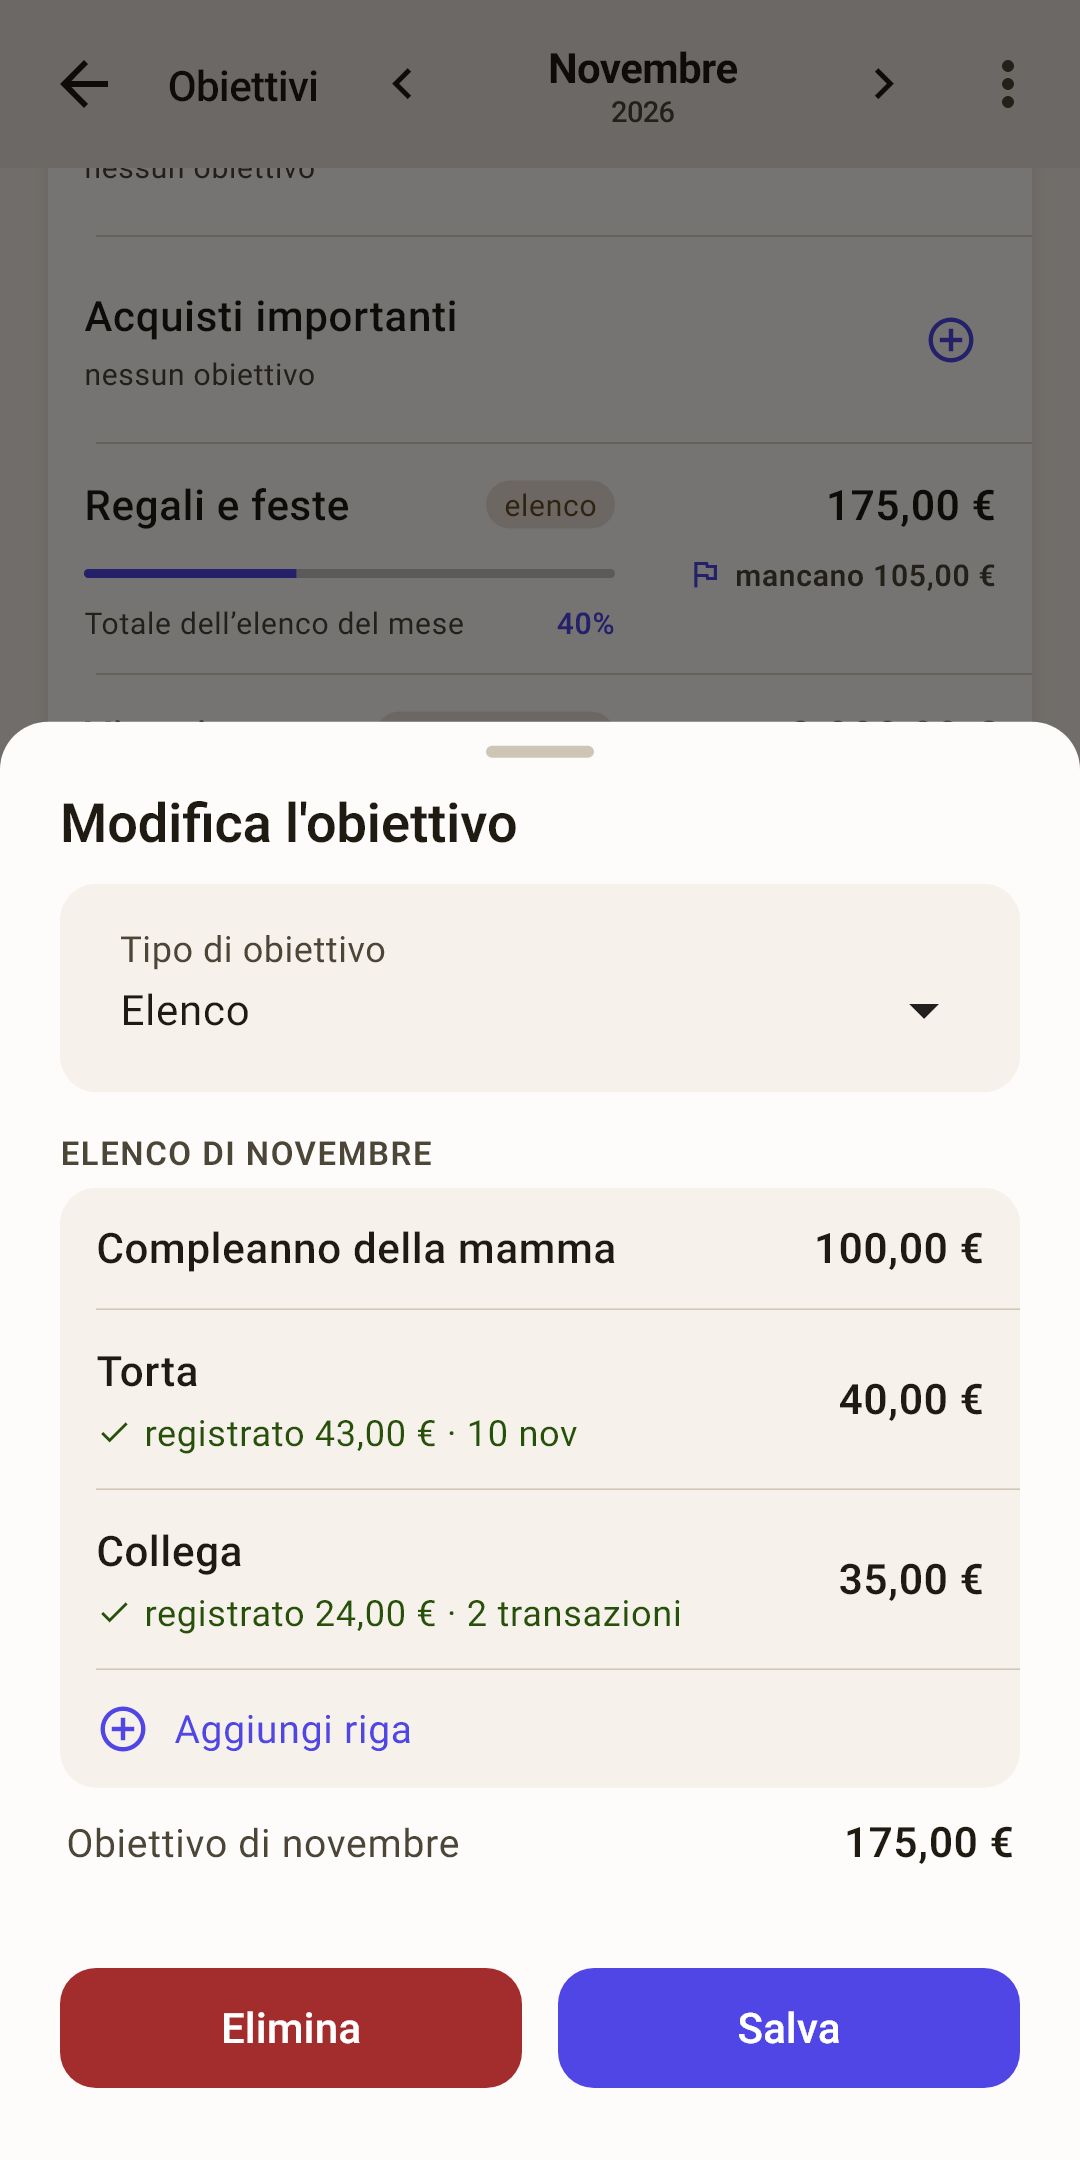 Obiettivi
Novembre
2026
nessun obiettivo
Acquisti importanti
nessun obiettivo
Regali e feste
elenco
175,00 €
mancano 105,00 €
Totale dell’elenco del mese
40%
Modifica l'obiettivo
Tipo di obiettivo
Elenco
ELENCO DI NOVEMBRE
Compleanno della mamma
100,00 €
Torta
40,00 €
registrato 43,00 € · 10 nov
Collega
35,00 €
registrato 24,00 € · 2 transazioni
Aggiungi riga
Obiettivo di novembre
175,00 €
Elimina
Salva